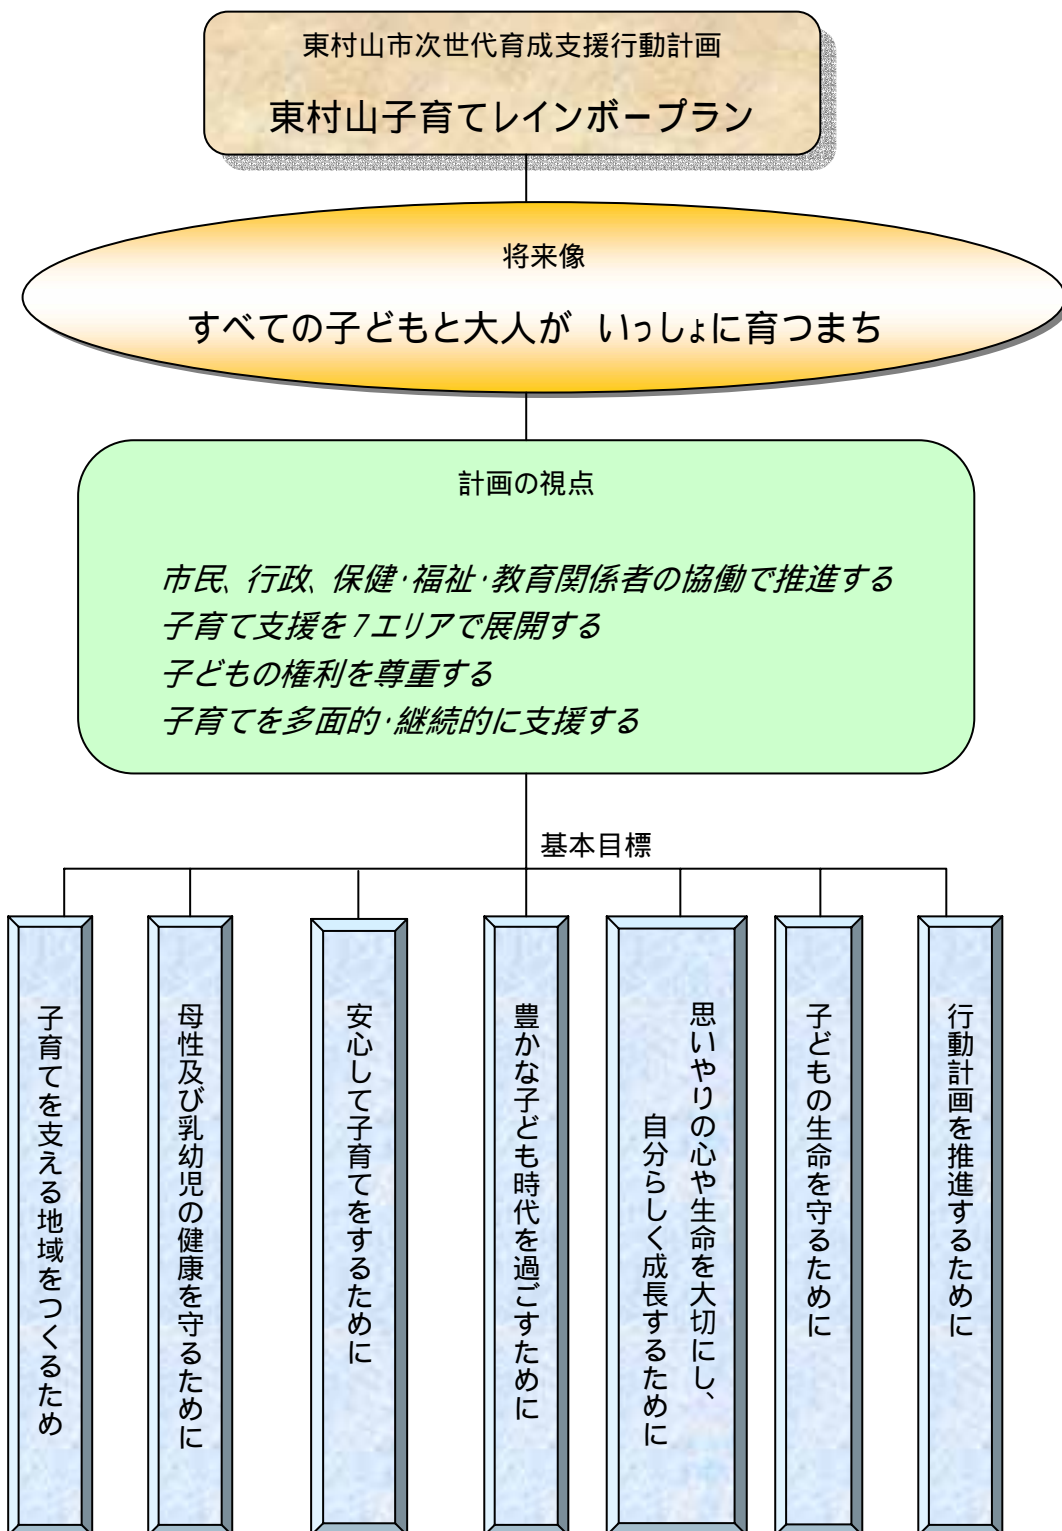 東村山市次世代育成支援行動計画
東村山子育てレインボープラン
将来像
すべての子どもと大人が いっしょに育つまち
計画の視点
市民、行政、保健・福祉・教育関係者の協働で推進する
子育て支援を7エリアで展開する
子どもの権利を尊重する
子育てを多面的・継続的に支援する
基本目標
子育てを支える地域をつくるため
母性及び乳幼児の健康を守るために
安心して子育てをするために
豊かな子ども時代を過ごすために
思いやりの心や生命を大切にし、
自分らしく成長するために
子どもの生命を守るために
行動計画を推進するために